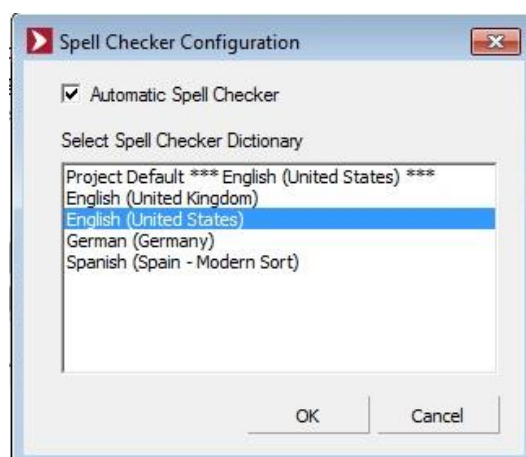 Spell Checker Configuration
Automatic Spell Checker
Select Spell Checker Dictionary
Project Default *** English (United States) ***
English (United Kingdom)
English (United States)
German (Germany)
Spanish (Spain - Modern Sort)
OK
Cancel